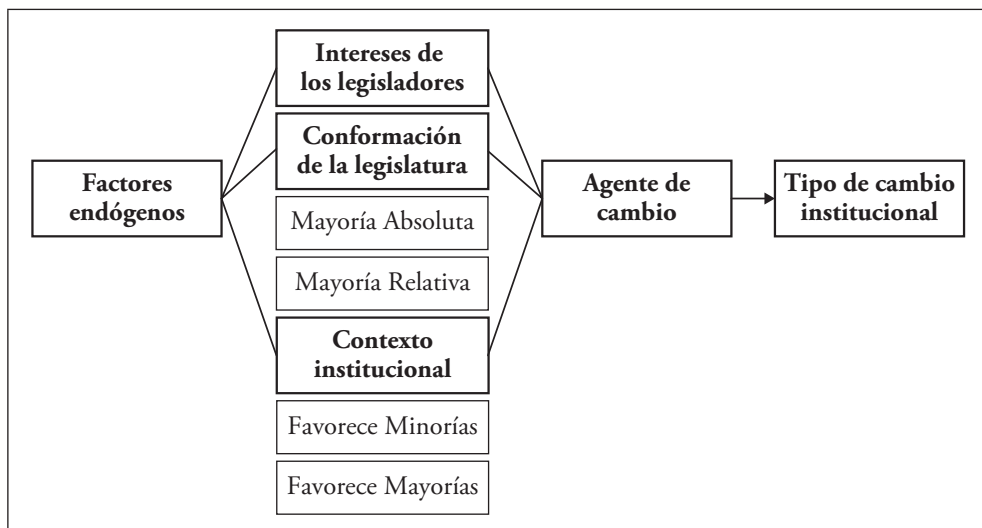 Factores
endógenos
Intereses de
los legisladores
Conformación
de la legislatura
Mayoría Absoluta
Mayoría Relativa
Contexto
institucional
Favorece Minorías
Favorece Mayorías
Agente de
cambio
Tipo de cambio
institucional